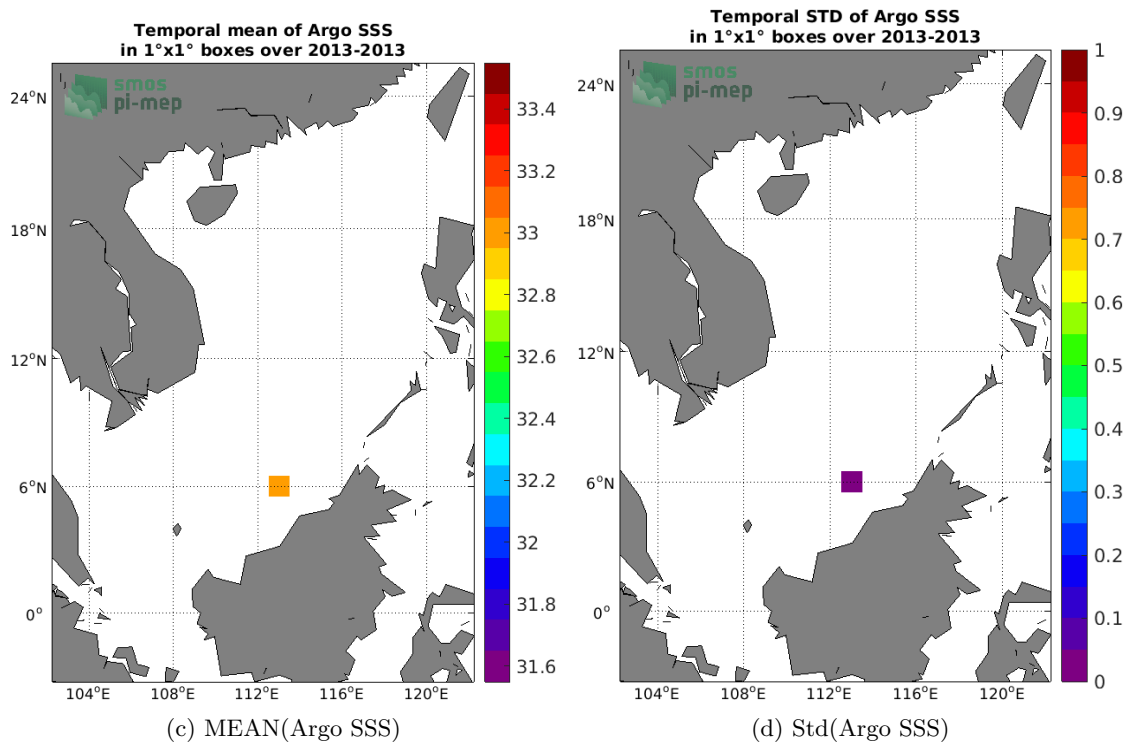 Temporal mean of Argo SSS
in 1°x1° boxes over 2013-2013
smos
pi-mep
24°N
18°N
12°N
6°N
0°
104°E
108°E
112°E
116°E
120°E
33.4
33.2
33
32.8
32.6
32.4
32.2
32
31.8
31.6
(c) MEAN(Argo SSS)
Temporal STD of Argo SSS
in 1°x1° boxes over 2013-2013
smos
pi-mep
24°N
18°N
12°N
6°N
0°
104°E
108°E
112°E
116°E
120°E
1
0.9
0.8
0.7
0.6
0.5
0.4
0.3
0.2
0.1
0
(d) Std(Argo SSS)